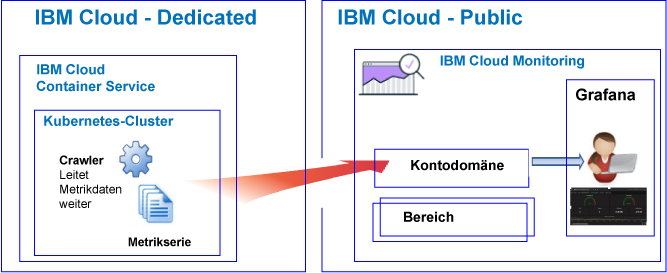 IBM Cloud - Dedicated
IBM Cloud
Container Service
Kubernetes-Cluster
Crawler
Leitet
Metrikdaten
weiter
Metrikserie
IBM Cloud - Public
IBM Cloud Monitoring
Grafana
Kontodomäne
Bereich